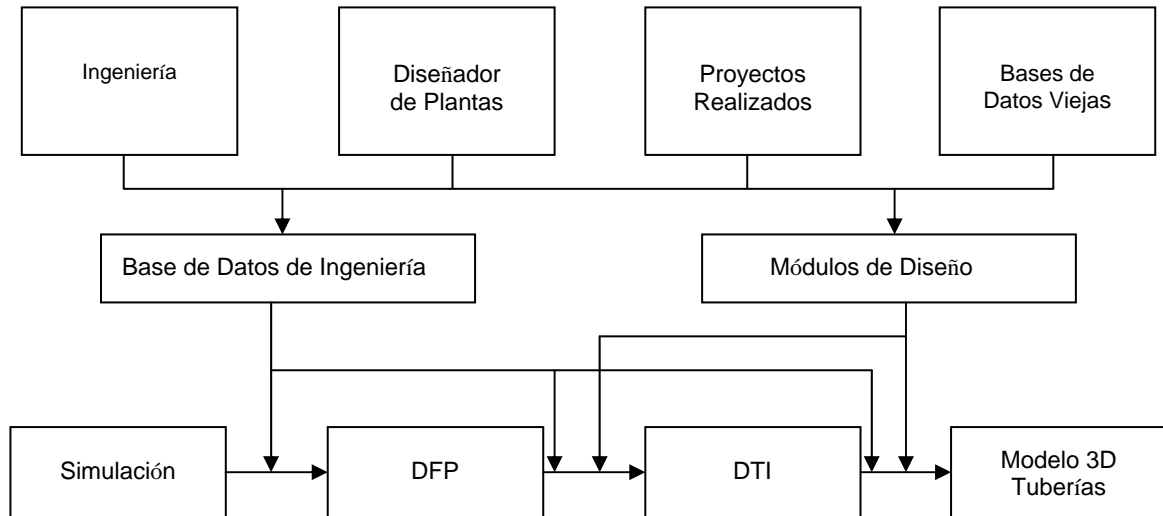 Ingeniería
Diseñador
de Plantas
Proyectos
Realizados
Bases de
Datos Viejas
Base de Datos de Ingeniería
Módulos de Diseño
Simulación
DFP
DTI
Modelo 3D
Tuberías